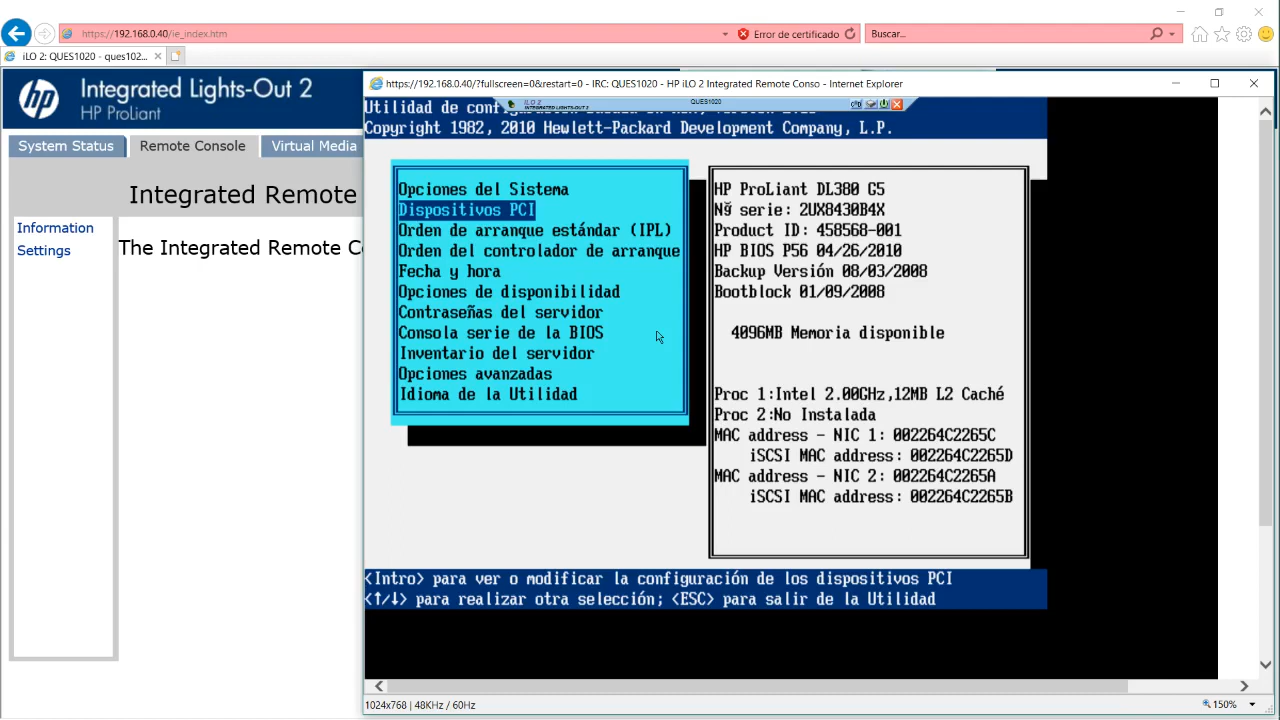 https://192.168.0.40/ie_index.htm
Error de certificado
Buscar...
iLO 2: QUES1020 - ques102...
Integrated Lights-Out 2
HP ProLiant
hp
System Status
Remote Console
Virtual Media
Integrated Remote
Information
Settings
The Integrated Remote Co
https://192.168.0.40/?fullscreen=0&restart=0 - IRC: QUES1020 - HP iLO 2 Integrated Remote Conso - Internet Explorer
iLO 2
INTEGRATED LIGHTS-OUT 2
QUES1020
Utilidad de
Copyright 1982, 2010 Hewlett-Packard Development Company, L.P.
Opciones del Sistema
Dispositivos PCI
Orden de arranque estándar (IPL)
Orden del controlador de arranque
Fecha y hora
Opciones de disponibilidad
Contraseñas del servidor
Consola serie de la BIOS
Inventario del servidor
Opciones avanzadas
Idioma de la Utilidad
HP ProLiant DL380 G5
serie: 2UX8430B4X
Product ID: 458568-001
HP BIOS P56 04/26/2010
Backup Versión 08/03/2008
Bootblock 01/09/2008
4096MB Memoria disponible
Proc 1:Intel 2.00GHz,12MB L2 Caché
Proc 2:No Instalada
MAC address - NIC 1: 002264C2265C
iSCSI MAC address: 002264C2265D
MAC address - NIC 2: 002264C2265A
iSCSI MAC address: 002264C2265B
<Intro> para ver o modificar la configuración de los dispositivos PCI
<↑/↓> para realizar otra selección; <ESC> para salir de la Utilidad
1024x768 | 48KHz / 60Hz
150%